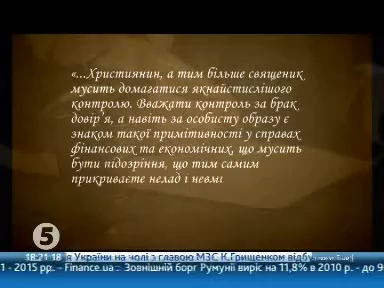 «...Християнин, а тим більше священик
мусить домагатися якнайстислішого
контролю. Вважати контроль за брак
довір'я, а навіть за особисту образу є
знаком такої примітивності у справах
фінансових та економічних, що мусить
бути підозріння, що тим самим
прикриваєте нелад і невмі
5
18:21:18 я України на чолі з главою МЗС К.Грищенком відбу
1 - 2015 рр. – Finance.ua : Зовнішній борг Румунії виріс на 11,8% в 2010 р. - до 9